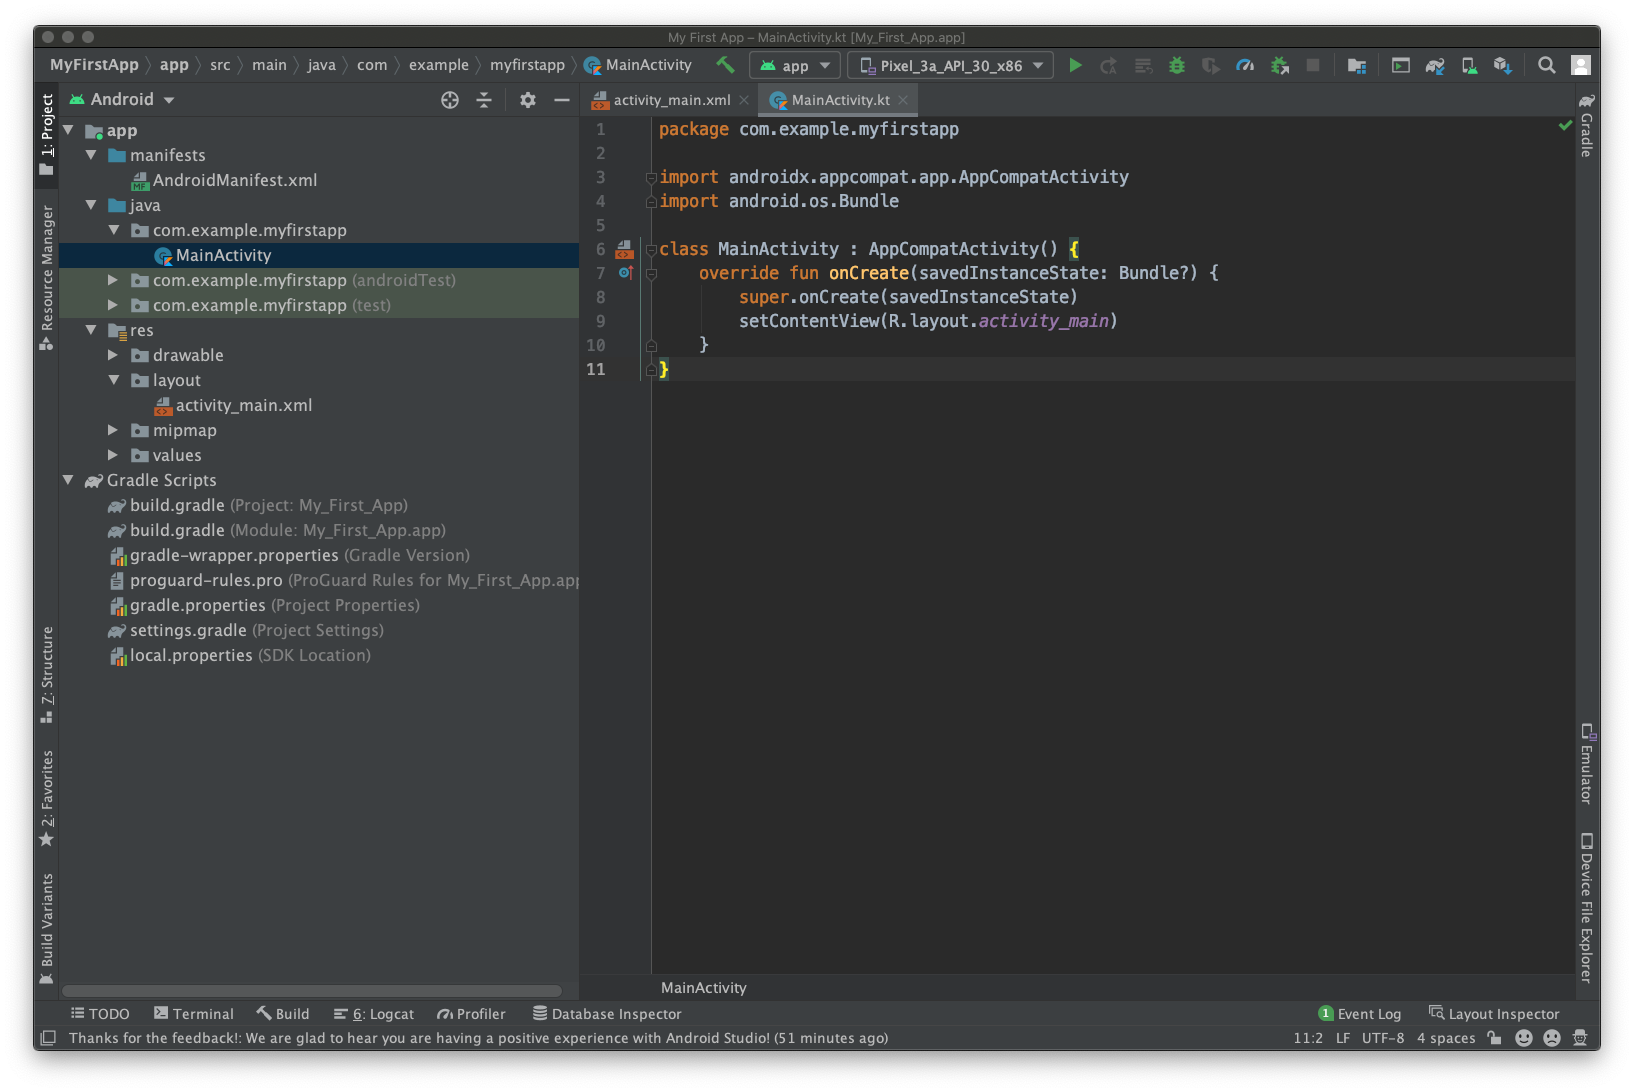 My First App – MainActivity.kt [My_First_App.app]
MyFirstApp app src main java com example myfirstapp MainActivity app Pixel_3a_API_30_x86
1: Project
Resource Manager
7: Structure
2: Favorites
Build Variants
Android
app
manifests
AndroidManifest.xml
java
com.example.myfirstapp
MainActivity
com.example.myfirstapp (androidTest)
com.example.myfirstapp (test)
res
drawable
layout
activity_main.xml
mipmap
values
Gradle Scripts
build.gradle (Project: My_First_App)
build.gradle (Module: My_First_App.app)
gradle-wrapper.properties (Gradle Version)
proguard-rules.pro (ProGuard Rules for My_First_App.app
gradle.properties (Project Properties)
settings.gradle (Project Settings)
local.properties (SDK Location)
activity_main.xml MainActivity.kt
1 package com.example.myfirstapp
2
3 import androidx.appcompat.app.AppCompatActivity
4 import android.os.Bundle
5
6 class MainActivity : AppCompatActivity() {
7 override fun onCreate(savedInstanceState: Bundle?) {
8 super.onCreate(savedInstanceState)
9 setContentView(R.layout.activity_main)
10 }
11 }
MainActivity
Gradle
Emulator
Device File Explorer
TODO Terminal Build 6: Logcat Profiler Database Inspector 1 Event Log Layout Inspector
Thanks for the feedback!: We are glad to hear you are having a positive experience with Android Studio! (51 minutes ago) 11:2 LF UTF-8 4 spaces